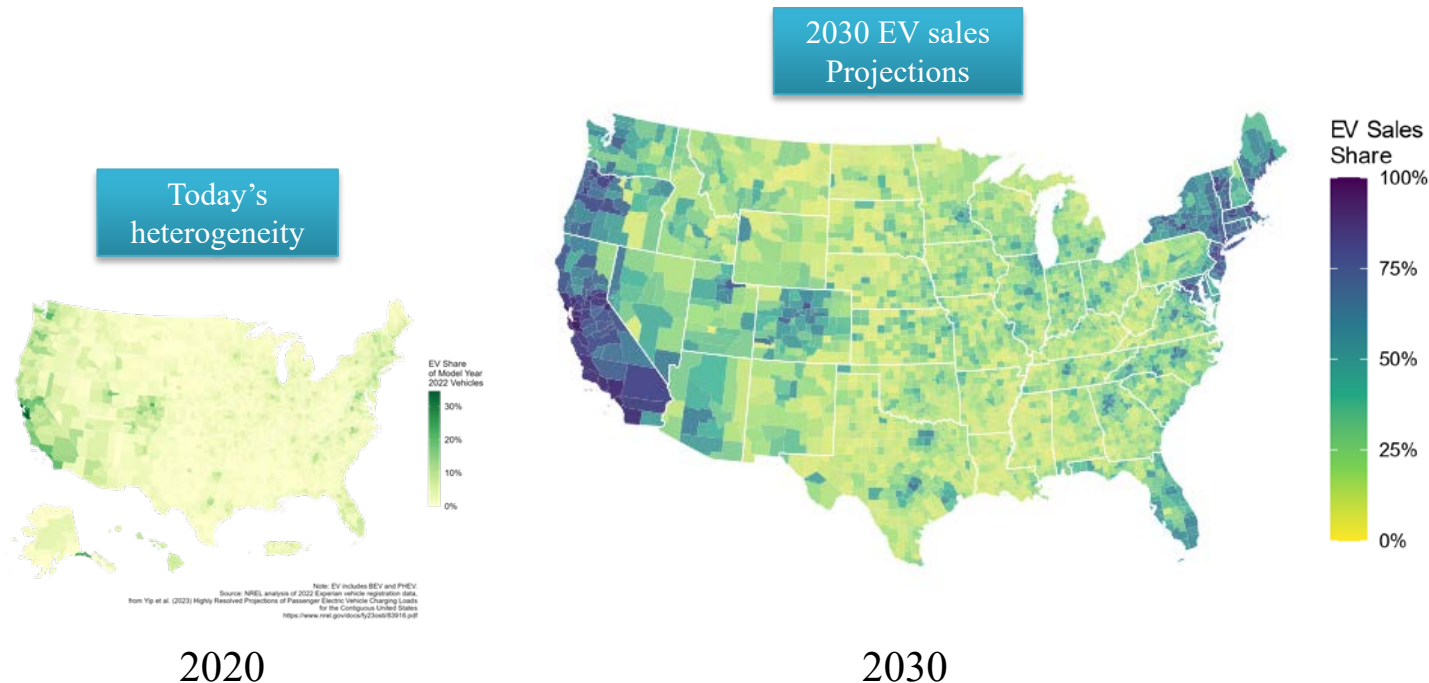 2030 EV sales
Projections
Today's
heterogeneity
EV Sales
Share
100%
75%
50%
25%
0%
EV Share
of Model Year
2022 Vehicles
30%
20%
10%
0%
Note: EV includes BEV and PHEV.
Source: NREL analysis of 2022 Experian vehicle registration data,
from Yip et al. (2023) Highly Resolved Projections of Passenger Electric Vehicle Charging Loads
for the Contiguous United States
https://www.nrel.gov/docs/fy23osti/83916.pdf
2020
2030